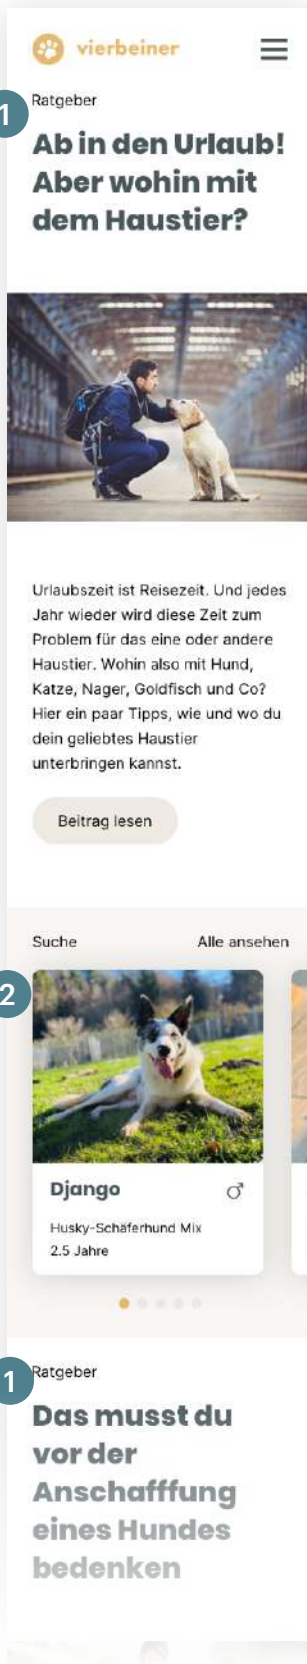 vierbeiner
1
Ratgeber
Ab in den Urlaub!
Aber wohin mit
dem Haustier?
Urlaubszeit ist Reisezeit. Und jedes
Jahr wieder wird diese Zeit zum
Problem für das eine oder andere
Haustier. Wohin also mit Hund,
Katze, Nager, Goldfisch und Co?
Hier ein paar Tipps, wie und wo du
dein geliebtes Haustier
unterbringen kannst.
Beitrag lesen
Suche Alle ansehen
2
Django ♂
Husky-Schäferhund Mix
2.5 Jahre
1
Ratgeber
Das musst du
vor der
Anschafffung
eines Hundes
bedenken